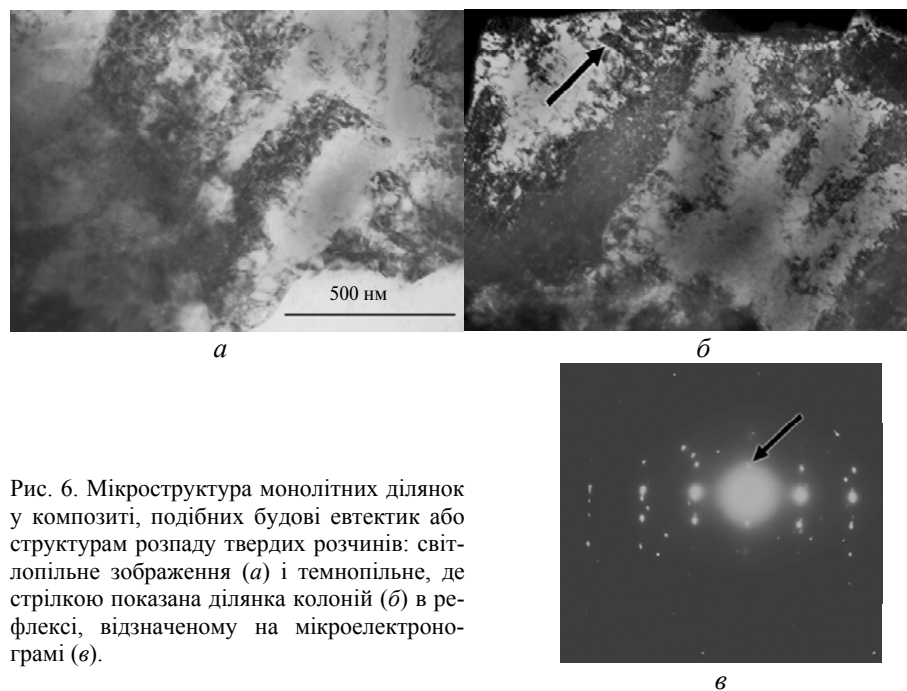 500 нм
а
б
Рис. 6. Мікроструктура монолітних ділянок
у композиті, подібних будові евтектик або
структурам розпаду твердих розчинів: світ-
лопільне зображення (а) і темнопільне, де
стрілкою показана ділянка колоній (б) в ре-
флексі, відзначеному на мікроелектроно-
грамі (в).
в